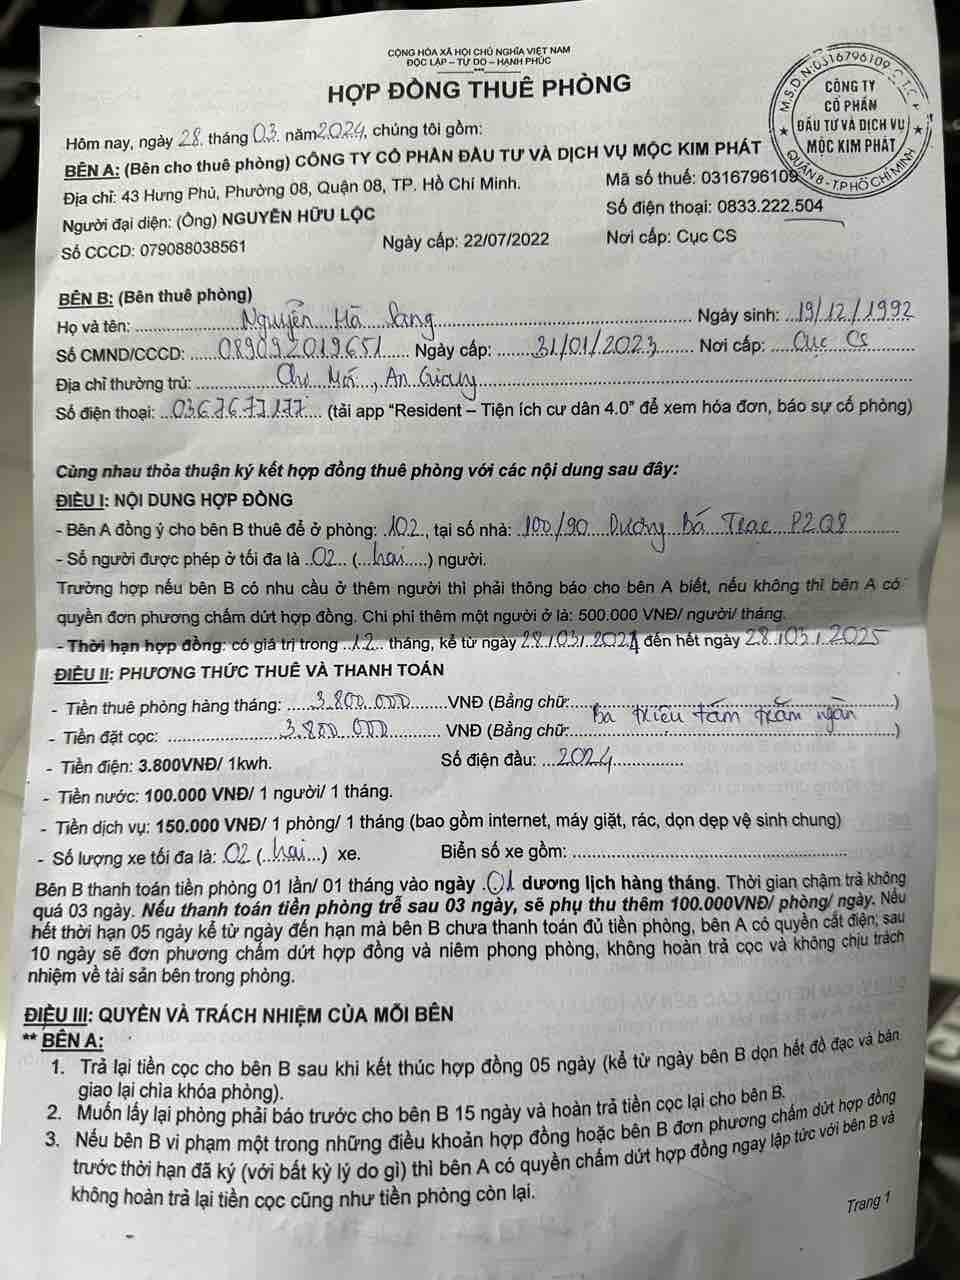 CỘNG HÒA XÃ HỘI CHỦ NGHĨA VIỆT NAM
ĐỘC LẬP – TỰ DO – HẠNH PHÚC
HỢP ĐỒNG THUÊ PHÒNG
M.S.D.N:0316796109
CÔNG TY
CỔ PHẦN
ĐẦU TƯ VÀ DỊCH VỤ
MỘC KIM PHÁT
QUẬN 8 - T.P HỒ CHÍ MINH
Hôm nay, ngày 28 tháng 03 năm 2024, chúng tôi gồm:
BÊN A: (Bên cho thuê phòng) CÔNG TY CỔ PHẦN ĐẦU TƯ VÀ DỊCH VỤ MỘC KIM PHÁT
Địa chỉ: 43 Hưng Phú, Phường 08, Quận 08, TP. Hồ Chí Minh. Mã số thuế: 0316796109
Người đại diện: (Ông) NGUYỄN HỮU LỘC Số điện thoại: 0833.222.504
Số CCCD: 079088038561 Ngày cấp: 22/07/2022 Nơi cấp: Cục CS
BÊN B: (Bên thuê phòng)
Họ và tên: Nguyễn Hà Sang Ngày sinh: 19/12/1992
Số CMND/CCCD: 089092019651 Ngày cấp: 31/01/2023 Nơi cấp: Cục CS
Địa chỉ thường trú: Chợ Mới, An Giang
Số điện thoại: 0367677177 (tải app “Resident – Tiện ích cư dân 4.0” để xem hóa đơn, báo sự cố phòng)
Cùng nhau thỏa thuận ký kết hợp đồng thuê phòng với các nội dung sau đây:
ĐIỀU I: NỘI DUNG HỢP ĐỒNG
- Bên A đồng ý cho bên B thuê để ở phòng: 102, tại số nhà: 100/90 Dương Bá Trạc P2Q8
- Số người được phép ở tối đa là 02 (hai) người.
Trường hợp nếu bên B có nhu cầu ở thêm người thì phải thông báo cho bên A biết, nếu không thì bên A có
quyền đơn phương chấm dứt hợp đồng. Chi phí thêm một người ở là: 500.000 VNĐ/ người/ tháng.
- Thời hạn hợp đồng: có giá trị trong 12 tháng, kể từ ngày 28/03/2024 đến hết ngày 28/03/2025
ĐIỀU II: PHƯƠNG THỨC THUÊ VÀ THANH TOÁN
- Tiền thuê phòng hàng tháng: 3.800.000 VNĐ (Bằng chữ: )
Ba triệu tám trăm ngàn
- Tiền đặt cọc: 3.800.000 VNĐ (Bằng chữ: )
- Tiền điện: 3.800VNĐ/ 1kwh. Số điện đầu: 2024
- Tiền nước: 100.000 VNĐ/ 1 người/ 1 tháng.
- Tiền dịch vụ: 150.000 VNĐ/ 1 phòng/ 1 tháng (bao gồm internet, máy giặt, rác, dọn dẹp vệ sinh chung)
- Số lượng xe tối đa là: 02 (hai) xe. Biển số xe gồm:
Bên B thanh toán tiền phòng 01 lần/ 01 tháng vào ngày 01 dương lịch hàng tháng. Thời gian chậm trả không
quá 03 ngày. Nếu thanh toán tiền phòng trễ sau 03 ngày, sẽ phụ thu thêm 100.000VNĐ/ phòng/ ngày. Nếu
hết thời hạn 05 ngày kể từ ngày đến hạn mà bên B chưa thanh toán đủ tiền phòng, bên A có quyền cắt điện; sau
10 ngày sẽ đơn phương chấm dứt hợp đồng và niêm phong phòng, không hoàn trả cọc và không chịu trách
nhiệm về tài sản bên trong phòng.
ĐIỀU III: QUYỀN VÀ TRÁCH NHIỆM CỦA MỖI BÊN
** BÊN A:
1. Trả lại tiền cọc cho bên B sau khi kết thúc hợp đồng 05 ngày (kể từ ngày bên B dọn hết đồ đạc và bàn
giao lại chìa khóa phòng).
2. Muốn lấy lại phòng phải báo trước cho bên B 15 ngày và hoàn trả tiền cọc lại cho bên B.
3. Nếu bên B vi phạm một trong những điều khoản hợp đồng hoặc bên B đơn phương chấm dứt hợp đồng
trước thời hạn đã ký (với bất kỳ lý do gì) thì bên A có quyền chấm dứt hợp đồng ngay lập tức với bên B và
không hoàn trả lại tiền cọc cũng như tiền phòng còn lại.
Trang 1